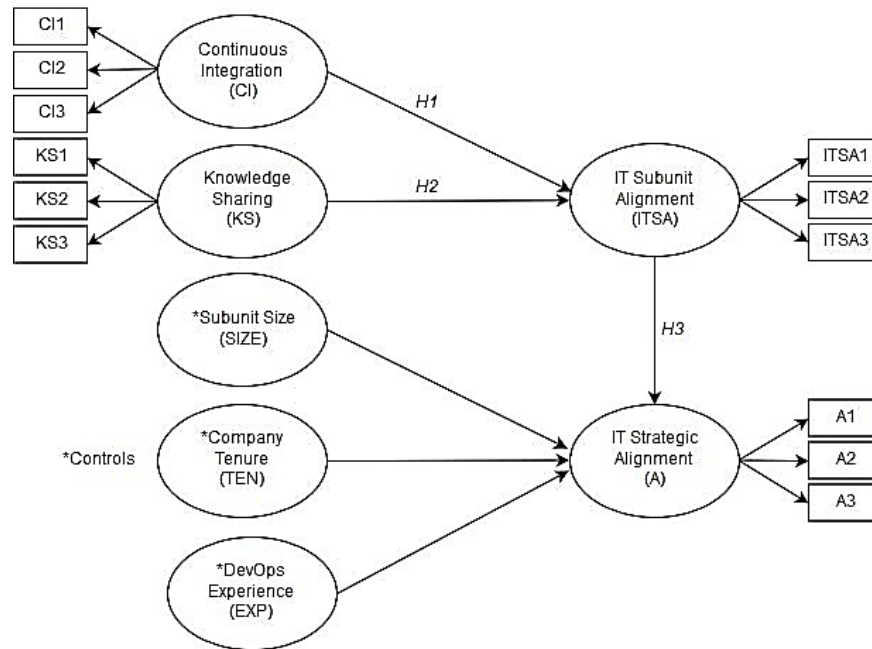 CI1
CI2
CI3
Continuous
Integration
(CI)
H1
KS1
KS2
KS3
Knowledge
Sharing
(KS)
H2
IT Subunit
Alignment
(ITSA)
ITSA1
ITSA2
ITSA3
*Subunit Size
(SIZE)
H3
*Controls
*Company
Tenure
(TEN)
IT Strategic
Alignment
(A)
A1
A2
A3
*DevOps
Experience
(EXP)